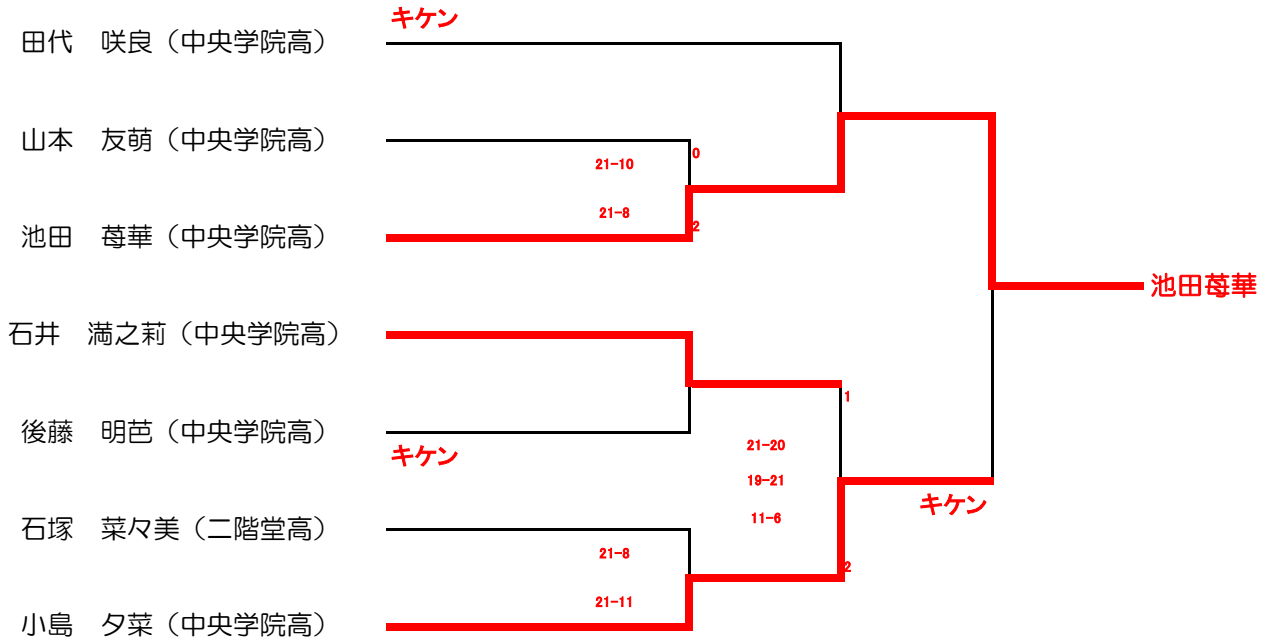 キケン
田代　咲良（中央学院高）
山本　友萌（中央学院高）
0
21-10
21-8
2
池田　苺華（中央学院高）
池田苺華
石井　満之莉（中央学院高）
1
後藤　明芭（中央学院高）
キケン
21-20
19-21
11-6
キケン
石塚　菜々美（二階堂高）
21-8
2
21-11
小島　夕菜（中央学院高）